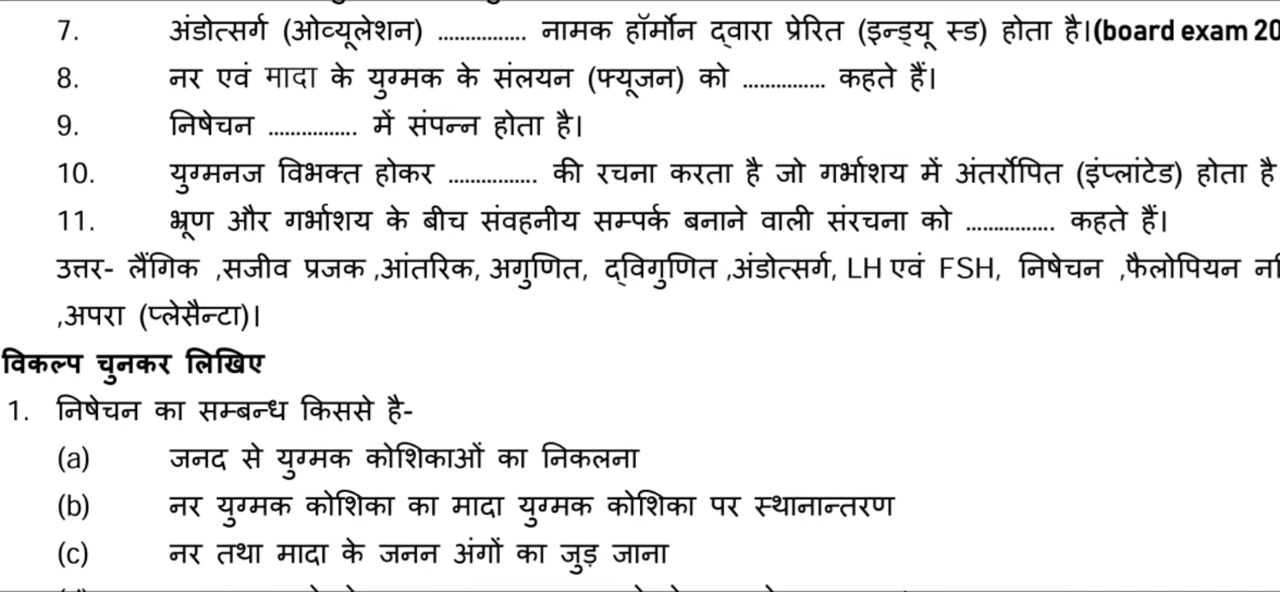 7. अंडोत्सर्ग (ओव्यूलेशन) ................ नामक हॉर्मोन द्वारा प्रेरित (इन्ड्यू स्ड) होता है।(board exam 20
8. नर एवं मादा के युग्मक के संलयन (फ्यूजन) को ............... कहते हैं।
9. निषेचन ................ में संपन्न होता है।
10. युग्मनज विभक्त होकर ................ की रचना करता है जो गर्भाशय में अंतर्रोपित (इंप्लांटेड) होता है
11. भ्रूण और गर्भाशय के बीच संवहनीय सम्पर्क बनाने वाली संरचना को ................ कहते हैं।
उत्तर- लैंगिक ,सजीव प्रजक ,आंतरिक, अगुणित, द्विगुणित ,अंडोत्सर्ग, LH एवं FSH, निषेचन ,फैलोपियन
,अपरा (प्लेसैन्टा)।
विकल्प चुनकर लिखिए
1. निषेचन का सम्बन्ध किससे है-
(a) जनद से युग्मक कोशिकाओं का निकलना
(b) नर युग्मक कोशिका का मादा युग्मक कोशिका पर स्थानान्तरण
(c) नर तथा मादा के जनन अंगों का जुड़ जाना